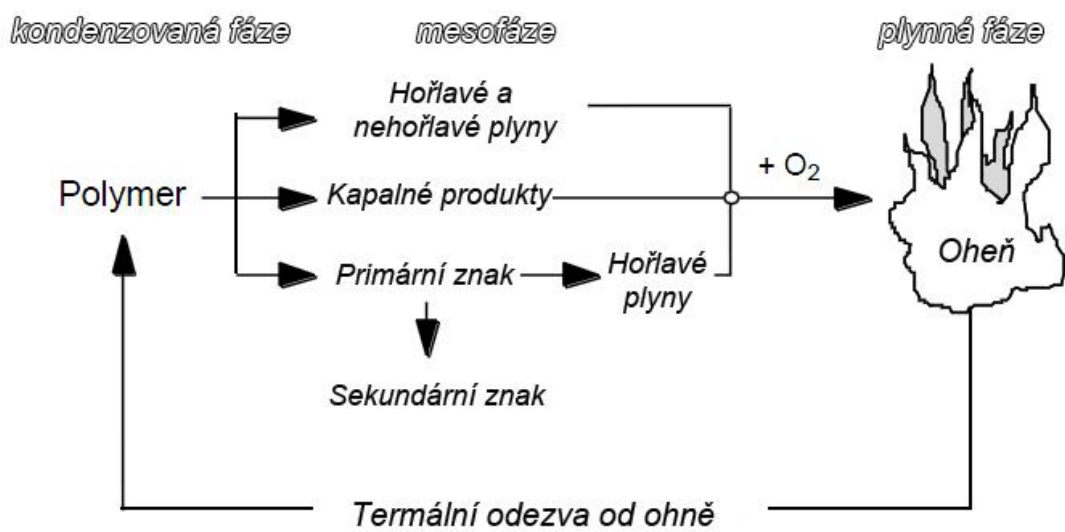 kondenzovaná fáze
mesofáze
plynná fáze
Hořlavé a
nehořlavé plyny
+ O₂
Polymer
Kapalné produkty
Oheň
Primární znak
Hořlavé
plyny
Sekundární znak
Termální odezva od ohně